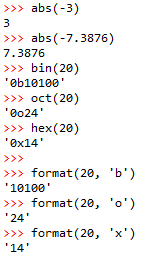 >>> abs(-3)
3
>>> abs(-7.3876)
7.3876
>>> bin(20)
'0b10100'
>>> oct(20)
'0o24'
>>> hex(20)
'0x14'
>>>
>>> format(20, 'b')
'10100'
>>> format(20, 'o')
'24'
>>> format(20, 'x')
'14'